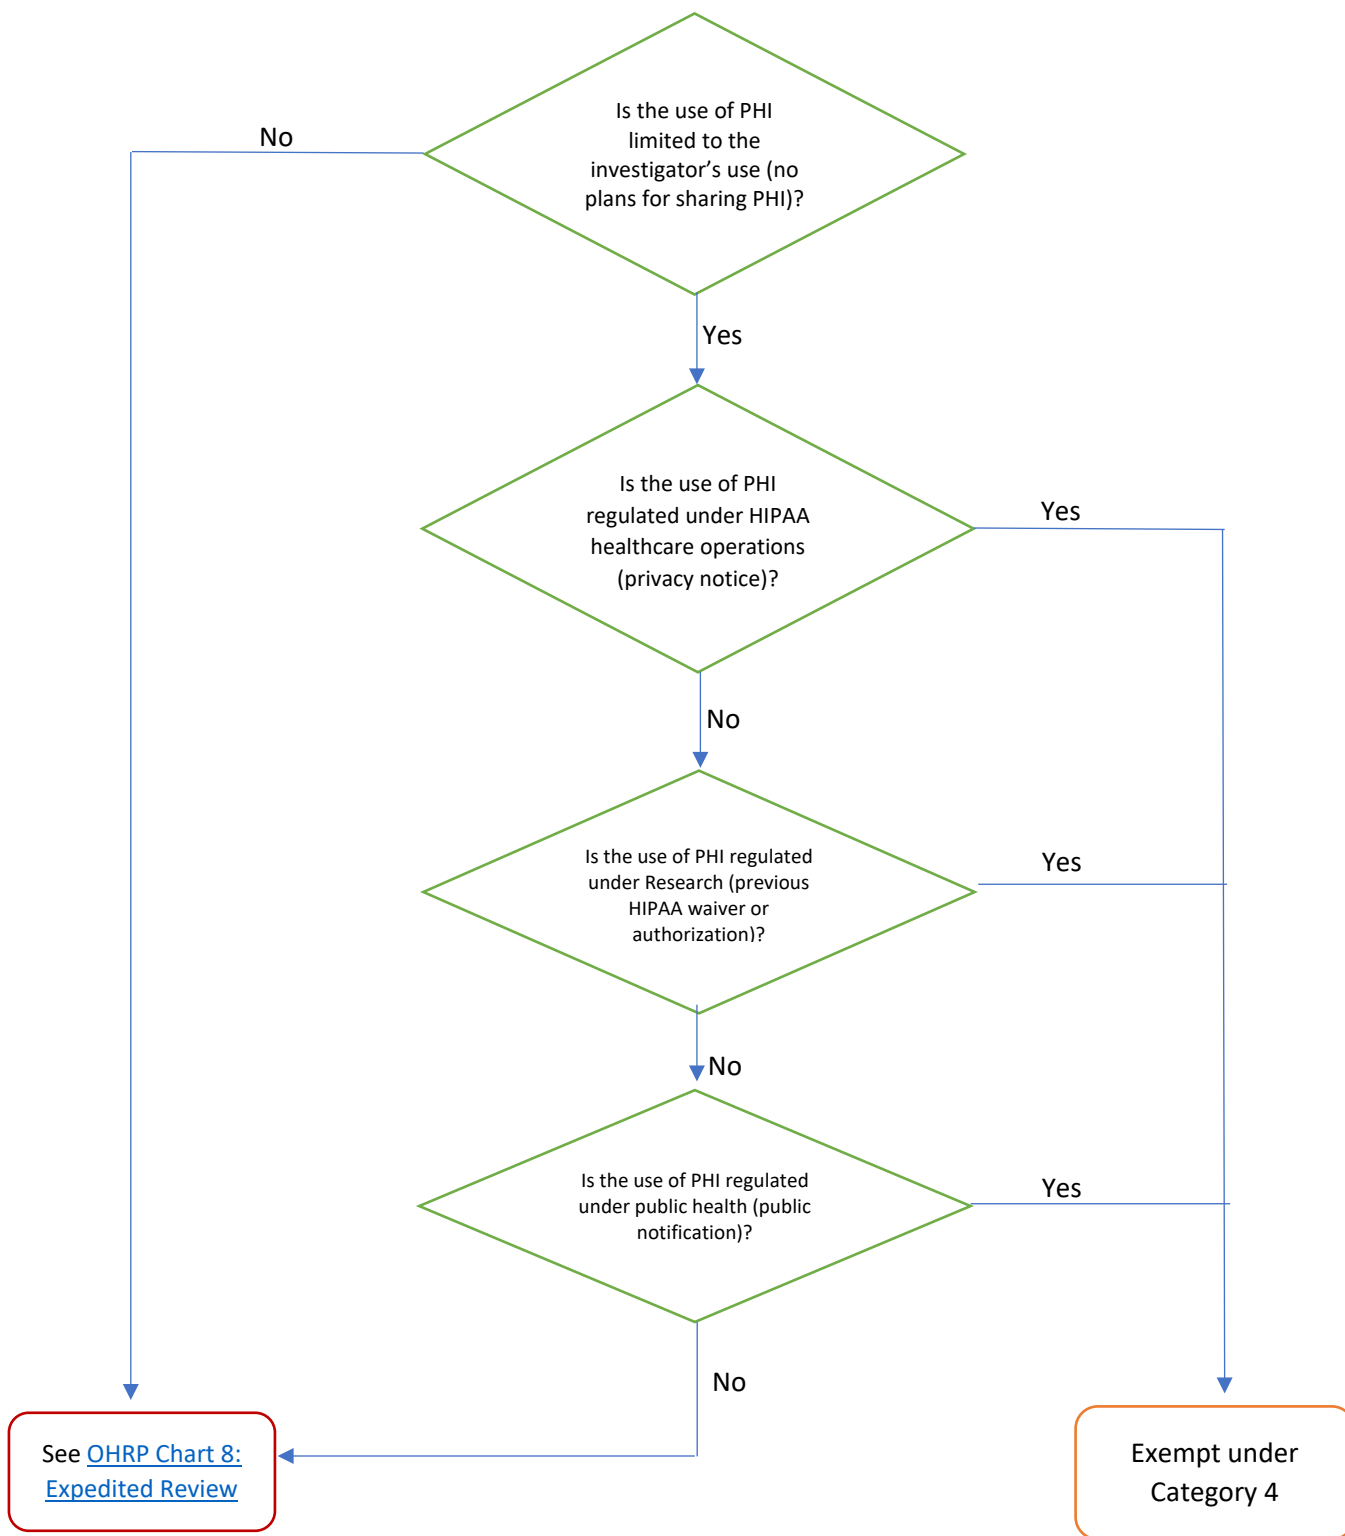 Is the use of PHI
limited to the
investigator’s use (no
plans for sharing PHI)?
No
Yes
Is the use of PHI
regulated under HIPAA
healthcare operations
(privacy notice)?
Yes
No
Is the use of PHI regulated
under Research (previous
HIPAA waiver or
authorization)?
Yes
No
Is the use of PHI regulated
under public health (public
notification)?
Yes
No
See OHRP Chart 8:
Expedited Review
Exempt under
Category 4